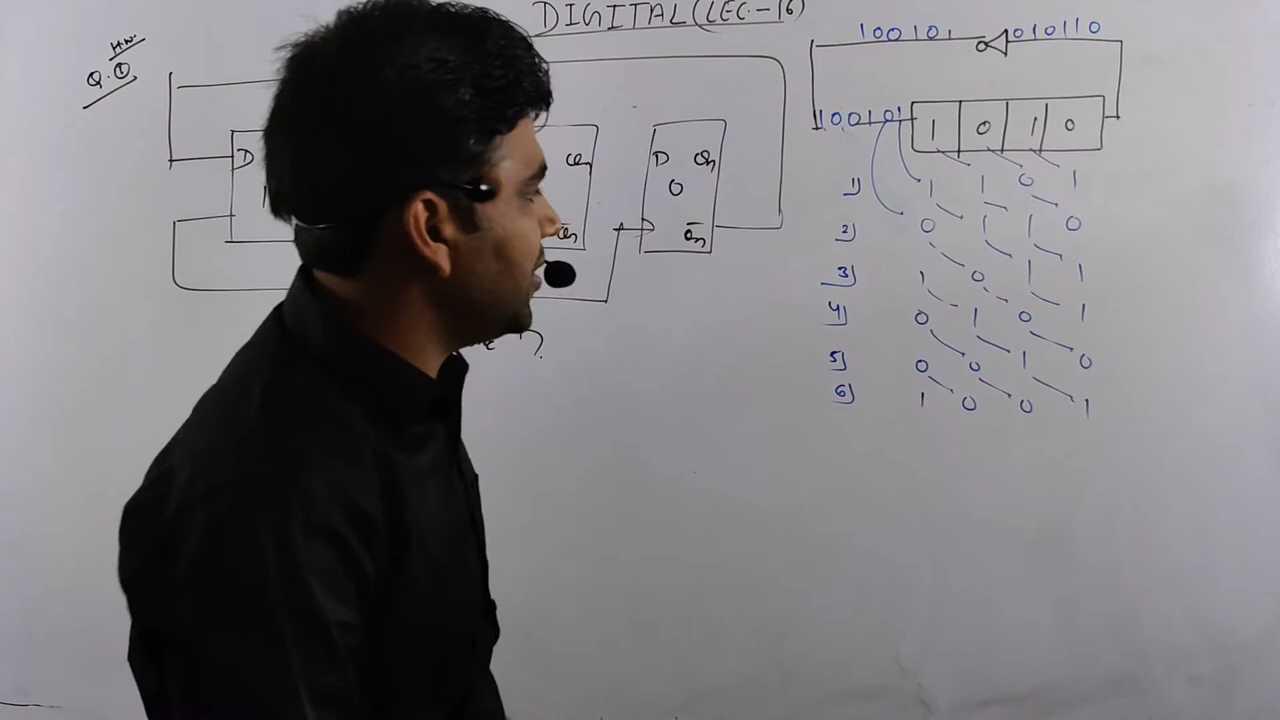 DIGITAL (LEC.-16)
H.W.
Q.①
D
D Qn
0
Q̅n
Qn
Q̅n
?
100101 010110
100101 1 0 1 0
1) 1 1 0 1
2) 0 1 1 0
3) 1 0 1 1
4) 0 1 0 1
5) 0 0 1 0
6) 1 0 0 1